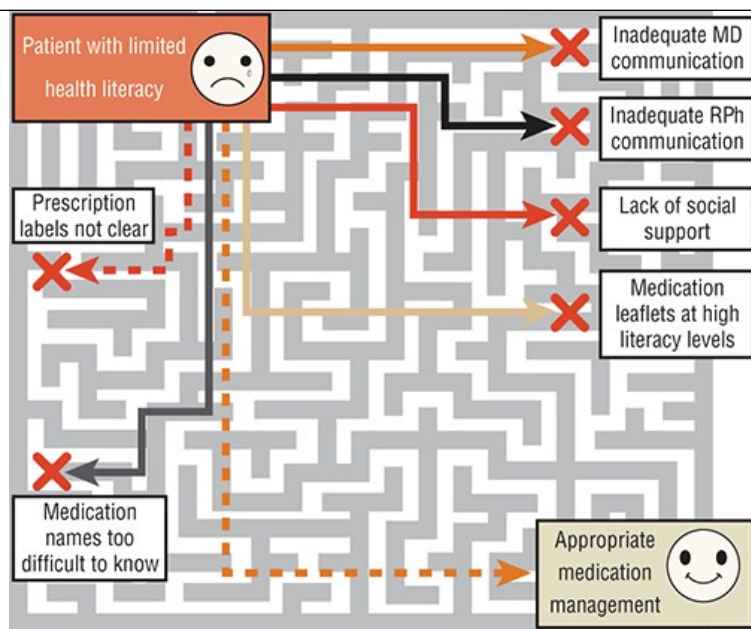 Patient with limited
health literacy
Inadequate MD
communication
Inadequate RPh
communication
Prescription
labels not clear
Lack of social
support
Medication
leaflets at high
literacy levels
Medication
names too
difficult to know
Appropriate
medication
management